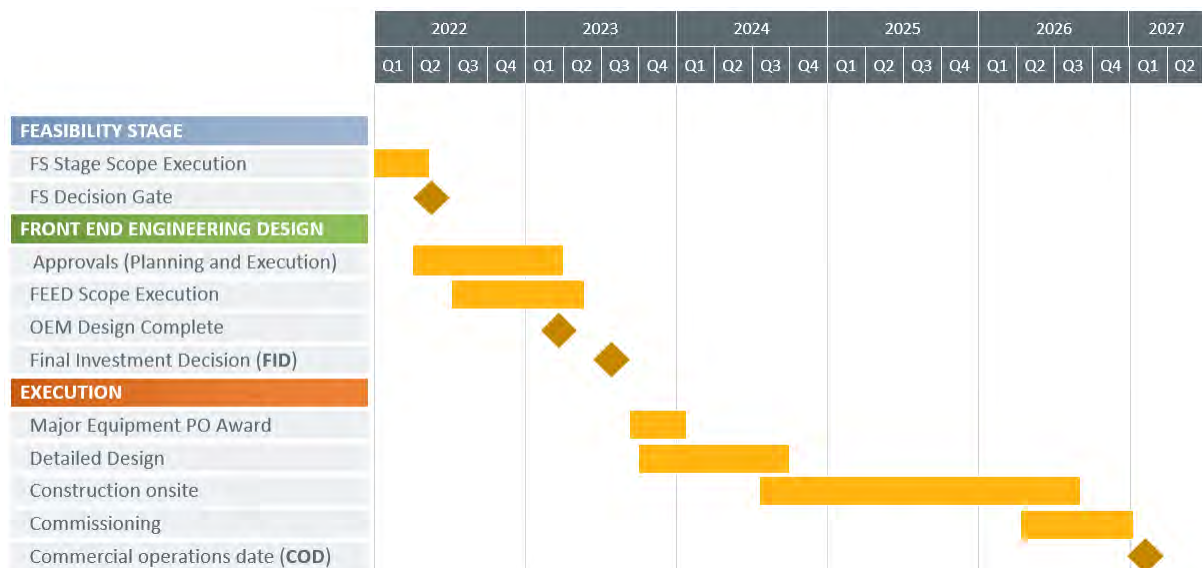 2022 2023 2024 2025 2026 2027
Q1 Q2 Q3 Q4 Q1 Q2 Q3 Q4 Q1 Q2 Q3 Q4 Q1 Q2 Q3 Q4 Q1 Q2 Q3 Q4 Q1 Q2
FEASIBILITY STAGE
FS Stage Scope Execution
FS Decision Gate
FRONT END ENGINEERING DESIGN
Approvals (Planning and Execution)
FEED Scope Execution
OEM Design Complete
Final Investment Decision (FID)
EXECUTION
Major Equipment PO Award
Detailed Design
Construction onsite
Commissioning
Commercial operations date (COD)